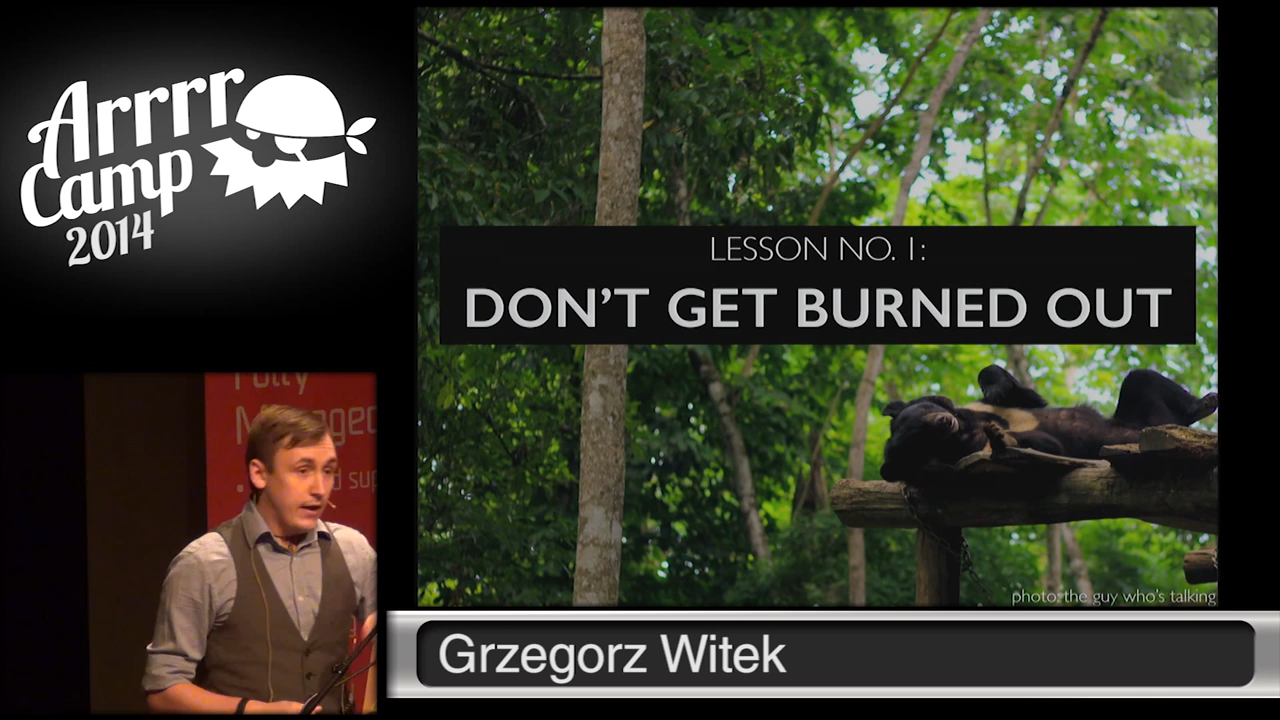 Arrrr
Camp
2014
LESSON NO. 1:
DON'T GET BURNED OUT
photo: the guy who's talking
Grzegorz Witek